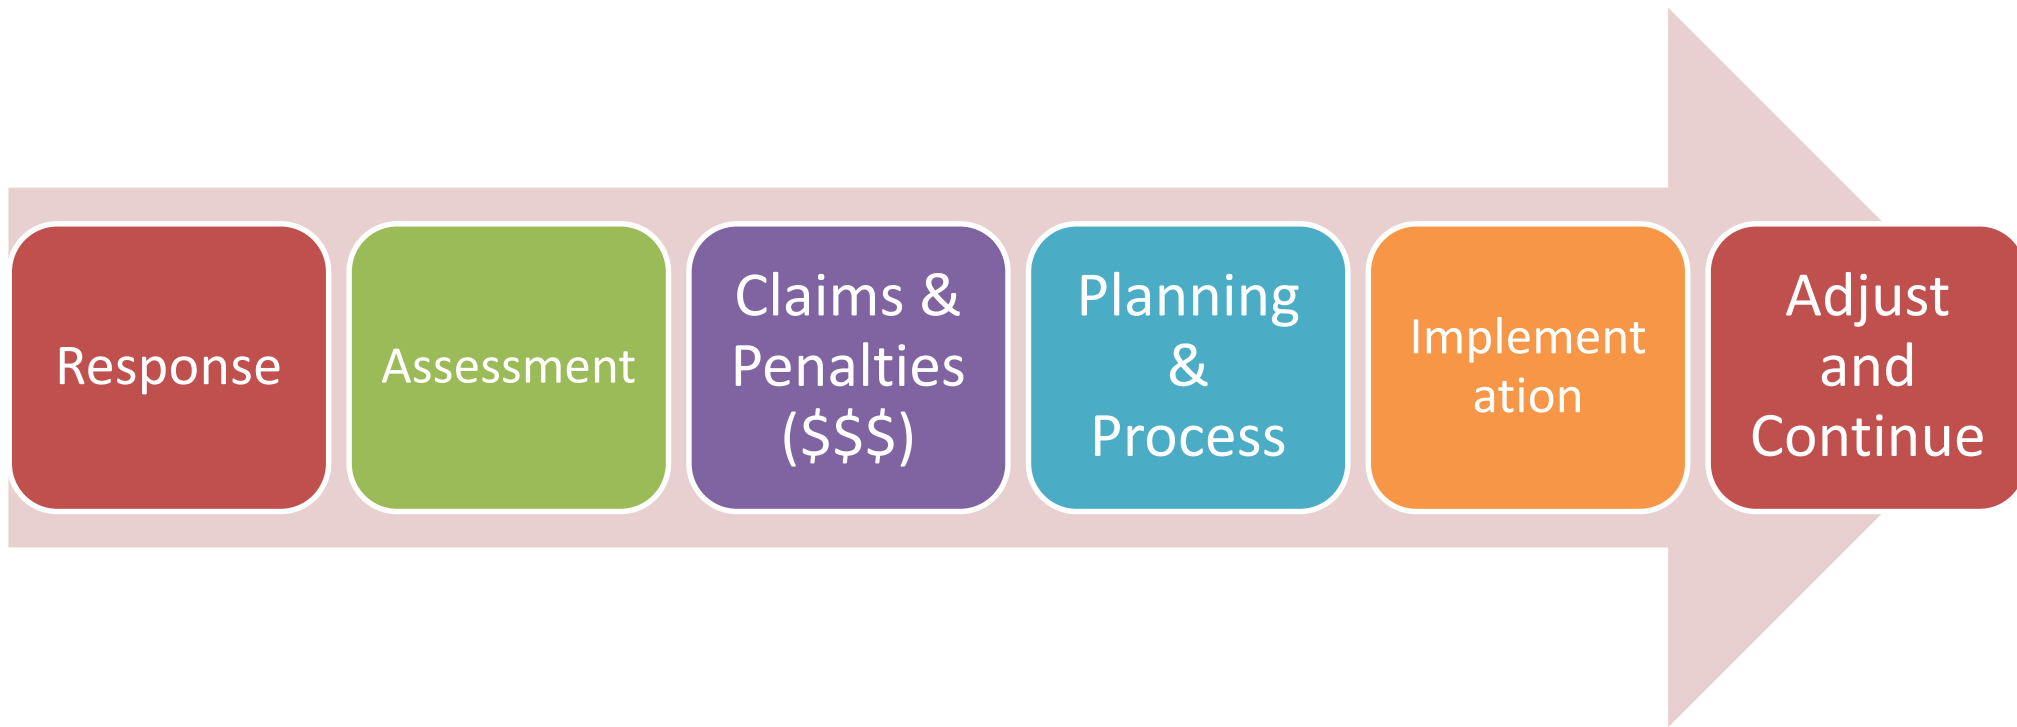 Response
Assessment
Claims &
Penalties
($$$)
Planning
&
Process
Implement
ation
Adjust
and
Continue